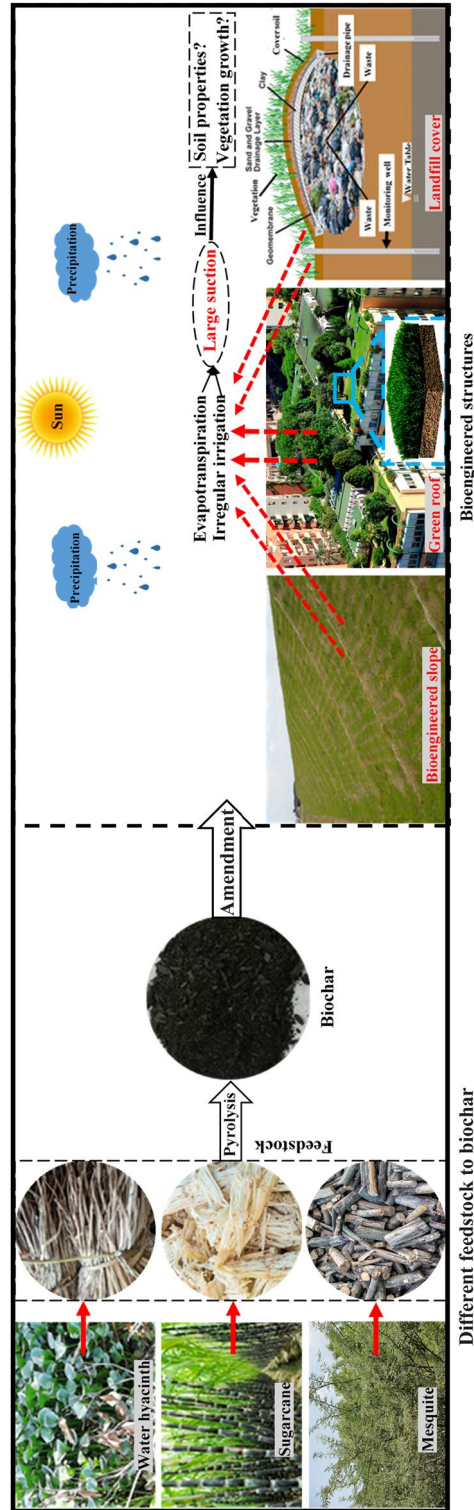 Water hyacinth
Sugarcane
Mesquite
Feedstock
Pyrolysis
Biochar
Different feedstock to biochar
Amendment
Precipitation
Sun
Precipitation
Evapotranspiration
Irregular irrigation
Large suction
Influence
Soil properties?
Vegetation growth?
Bioengineered slope
Green roof
Geomembrane
Vegetation
Sand and Gravel
Drainage Layer
Clay
Cover soil
Drainage pipe
Waste
Waste
Monitoring well
Water Table
Landfill cover
Bioengineered structures